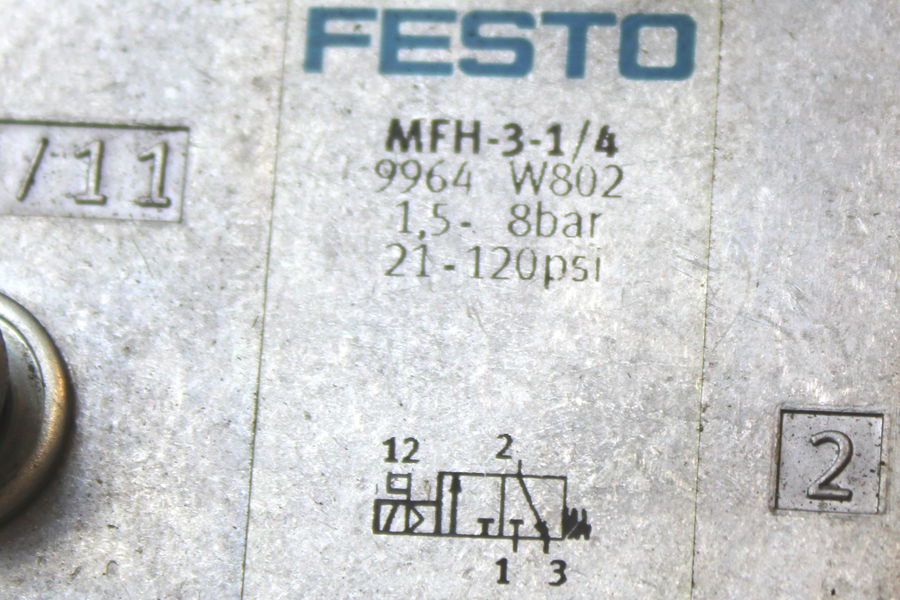 FESTO
MFH-3-1/4
9964 W802
1,5- 8bar
21-120psi
/11
12 2
2
1 3